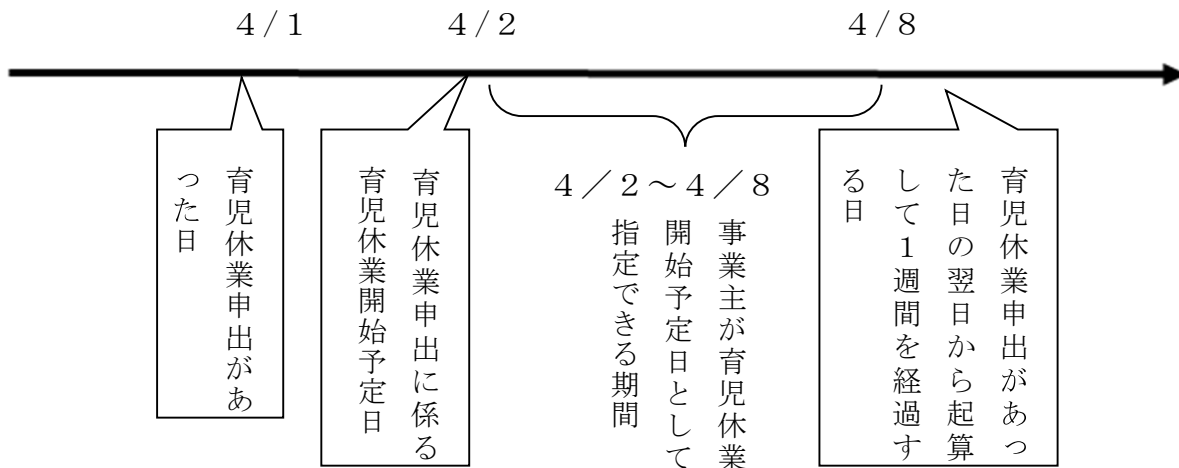 4/1
4/2
4/8
育児休業申出があ
った日
育児休業申出に係る
育児休業開始予定日
4／2～4／8
事業主が育児休業
開始予定日として
指定できる期間
育児休業申出があっ
た日の翌日から起算
して1週間を経過す
る日